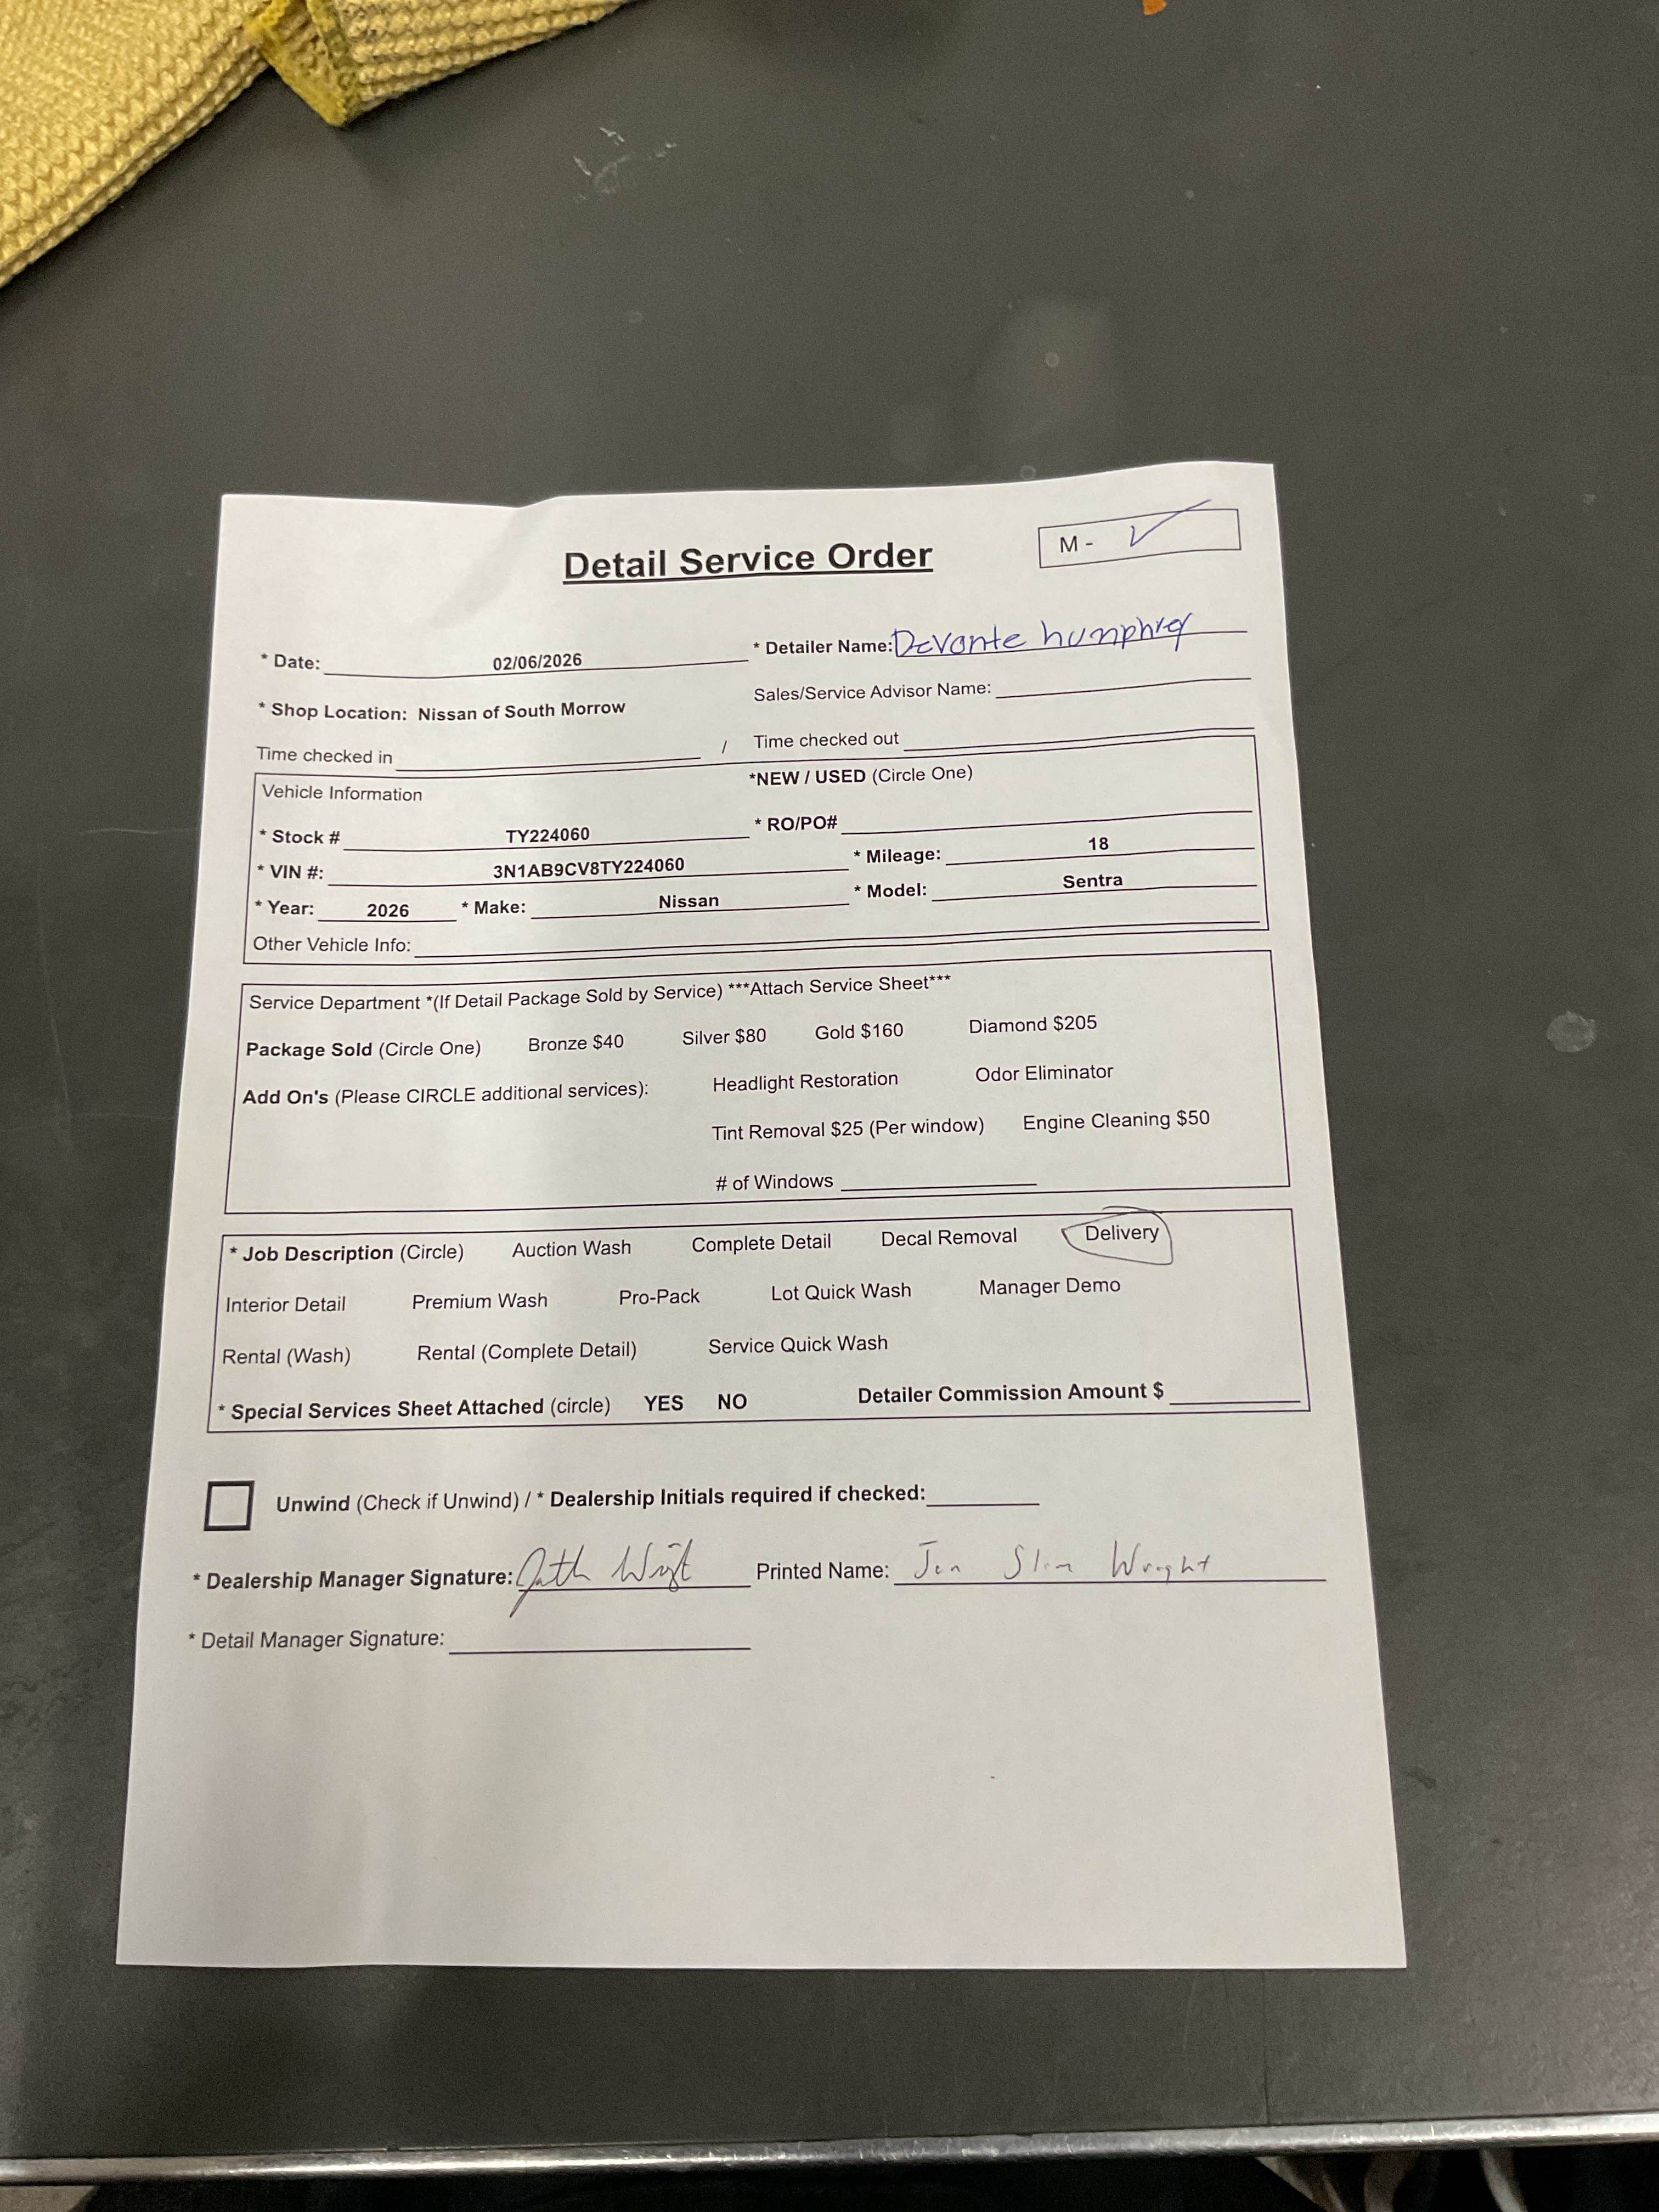 Detail Service Order
M - ✓
* Date: 02/06/2026 * Detailer Name: DeVante humphrey
* Shop Location: Nissan of South Morrow Sales/Service Advisor Name:
Time checked in / Time checked out
Vehicle Information *NEW / USED (Circle One)
* Stock # TY224060 * RO/PO#
* VIN #: 3N1AB9CV8TY224060 * Mileage: 18
* Year: 2026 * Make: Nissan * Model: Sentra
Other Vehicle Info:
Service Department *(If Detail Package Sold by Service) ***Attach Service Sheet***
Package Sold (Circle One) Bronze $40 Silver $80 Gold $160 Diamond $205
Add On's (Please CIRCLE additional services): Headlight Restoration Odor Eliminator
Tint Removal $25 (Per window) Engine Cleaning $50
# of Windows
* Job Description (Circle) Auction Wash Complete Detail Decal Removal Delivery
Interior Detail Premium Wash Pro-Pack Lot Quick Wash Manager Demo
Rental (Wash) Rental (Complete Detail) Service Quick Wash
* Special Services Sheet Attached (circle) YES NO Detailer Commission Amount $
Unwind (Check if Unwind) / * Dealership Initials required if checked:
* Dealership Manager Signature: Printed Name: Wright
* Detail Manager Signature: